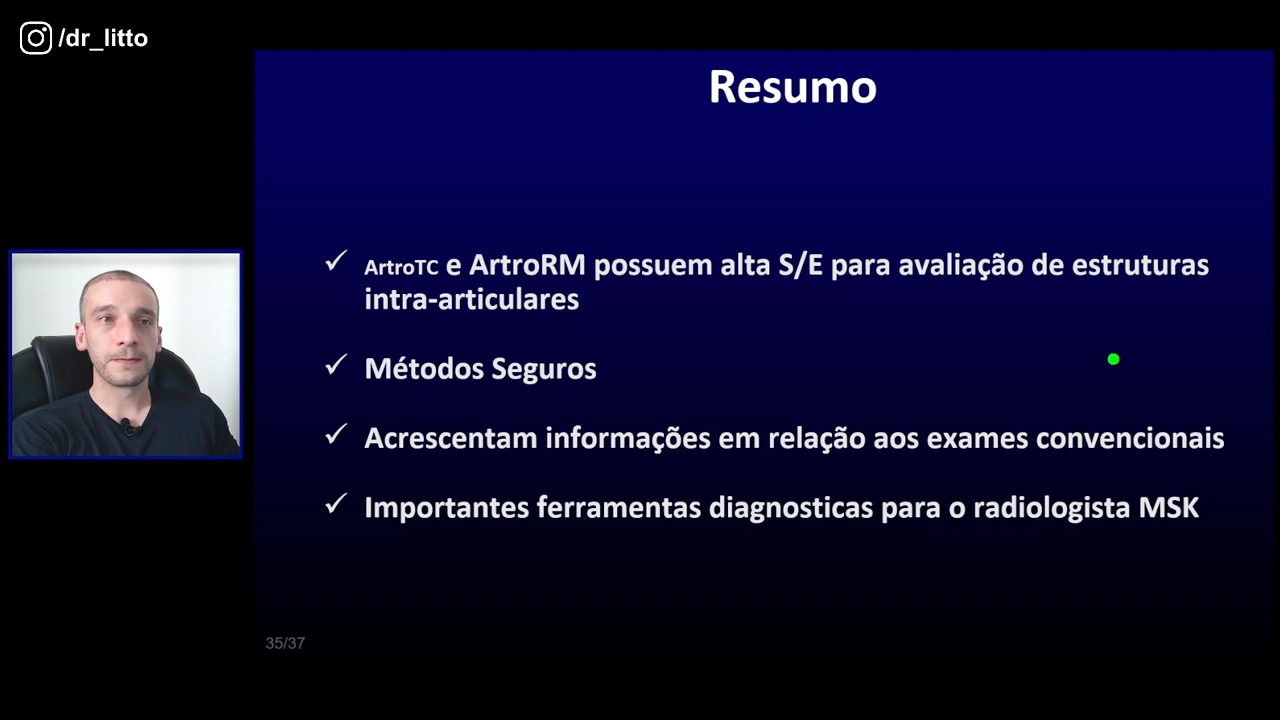 /dr_litto
Resumo
ArtroTC e ArtroRM possuem alta S/E para avaliação de estruturas
intra-articulares
Métodos Seguros
Acrescentam informações em relação aos exames convencionais
Importantes ferramentas diagnosticas para o radiologista MSK
35/37